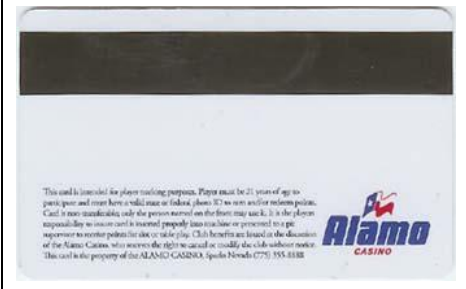 This card is intended for player tracking purposes. Player must be 21 years of age to
participate and must have a valid state or federal photo ID to earn and/or redeem points.
Card is non-transferable, only the person named on the front may use it. It is the players
responsibility to insure card is inserted properly into machine or presented to a pit
supervisor to receive points for slot or table play. Club benefits are issued at the discretion
of the Alamo Casino, who reserves the right to cancel or modify the club without notice.
This card is the property of the ALAMO CASINO, Sparks Nevada (775)
Alamo
CASINO